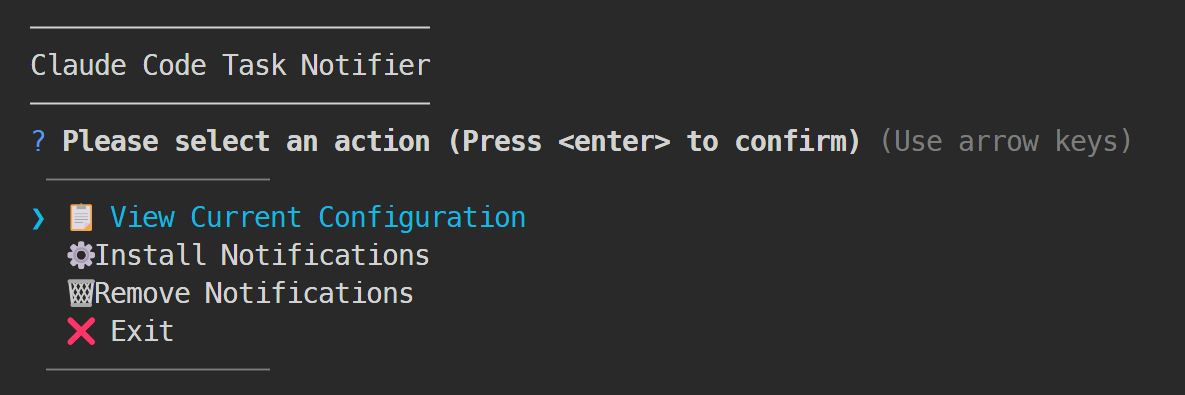 Claude Code Task Notifier
? Please select an action (Press <enter> to confirm) (Use arrow keys)
❯ 📋 View Current Configuration
⚙️Install Notifications
🗑️Remove Notifications
❌ Exit